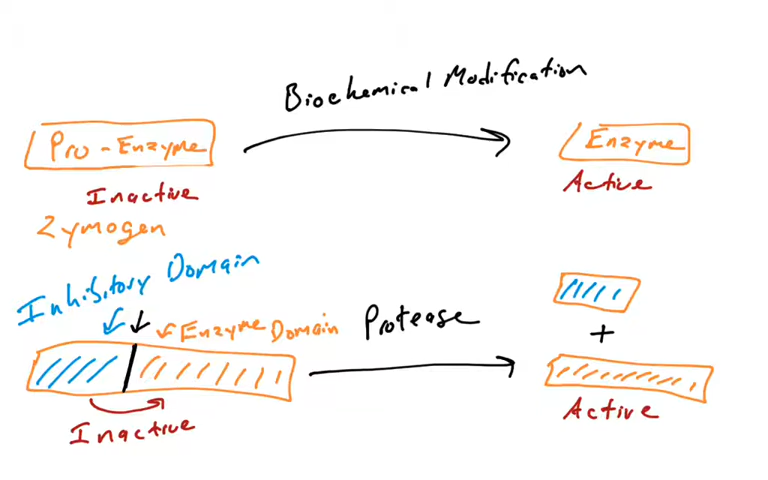 Biochemical Modification
Pro-Enzyme
Enzyme
Inactive
Active
Zymogen
Inhibitory Domain
Enzyme Domain
Protease
+
Inactive
Active